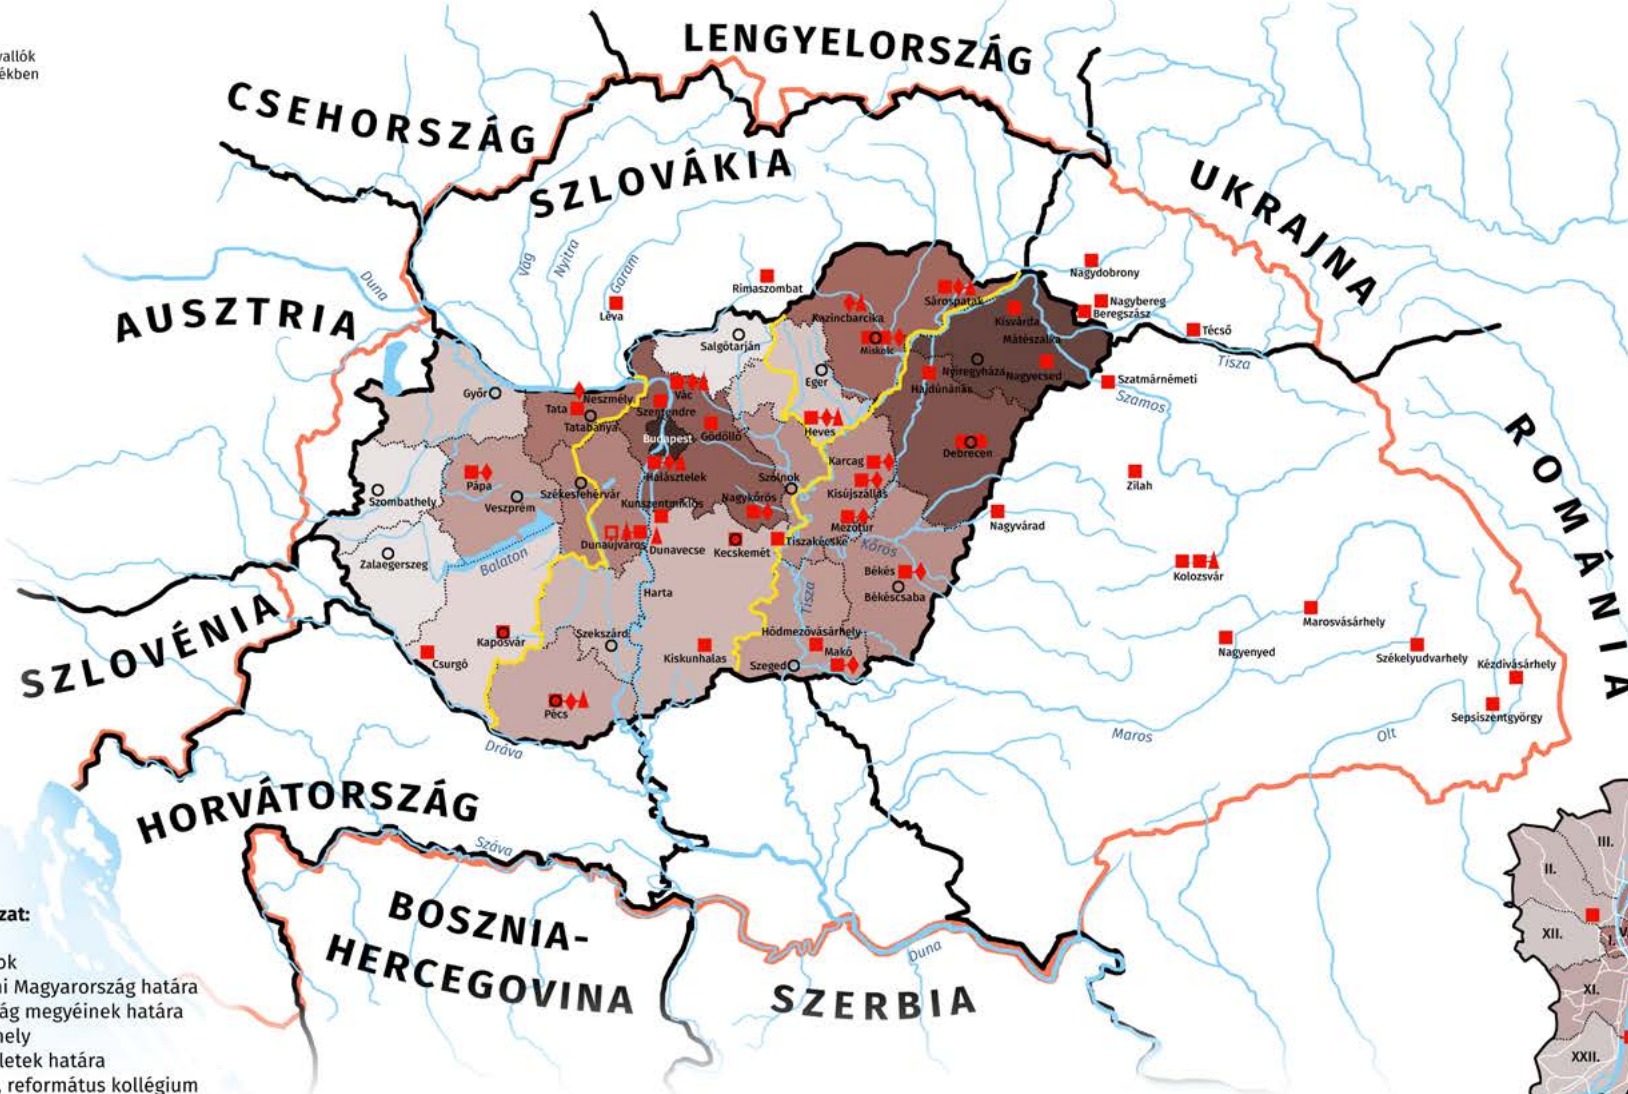 vallók
ékben
LENGYELORSZÁG
CSEHORSZÁG
SZLOVÁKIA
UKRAJNA
AUSZTRIA
ROMÁNIA
SZLOVÉNIA
HORVÁTORSZÁG
BOSZNIA-
HERCEGOVINA
SZERBIA
Duna
Vág
Nyitra
Garam
Léva
Rimaszombat
Nagydobrony
Nagybereg
Beregszász
Técső
Tisza
Szatmárnémeti
Szamos
Sárospatak
Kazincbarcika
Miskolc
Kisvárda
Mátészalka
Nyíregyháza
Nagyecsed
Hajdúnánás
Salgótarján
Eger
Győr
Neszmély
Tata
Tatabánya
Vác
Szentendre
Budapest
Gödöllő
Heves
Debrecen
Karcag
Kisújszállás
Halásztelek
Szolnok
Pápa
Veszprém
Székesfehérvár
Szombathely
Kunszentmiklós
Nagykőrös
Mezőtúr
Nagyvárad
Zilah
Dunaújváros
Dunavecse
Kecskemét
Tiszakécske
Körös
Zalaegerszeg
Balaton
Békés
Békéscsaba
Kolozsvár
Harta
Tisza
Marosvásárhely
Kaposvár
Szekszárd
Hódmezővásárhely
Makó
Nagyenyed
Székelyudvarhely
Kézdivásárhely
Csurgó
Kiskunhalas
Szeged
Pécs
Sepsiszentgyörgy
Dráva
Maros
Olt
Száva
Duna
III.
II.
XII.
I.
V.
XI.
XXII.
zat:
ok
ni Magyarország határa
ág megyéinek határa
hely
letek határa
, református kollégium